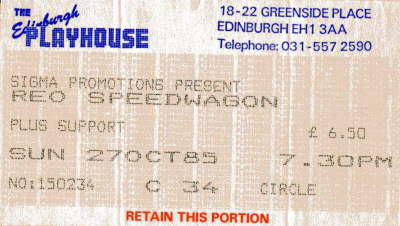 THE
Edinburgh
PLAYHOUSE
18-22 GREENSIDE PLACE
EDINBURGH EH1 3AA
Telephone: 031-557 2590
SIGMA PROMOTIONS PRESENT
REO SPEEDWAGON
PLUS SUPPORT £ 6.50
SUN 27OCT85 7.30PM
NO:150234 C 34 CIRCLE
RETAIN THIS PORTION